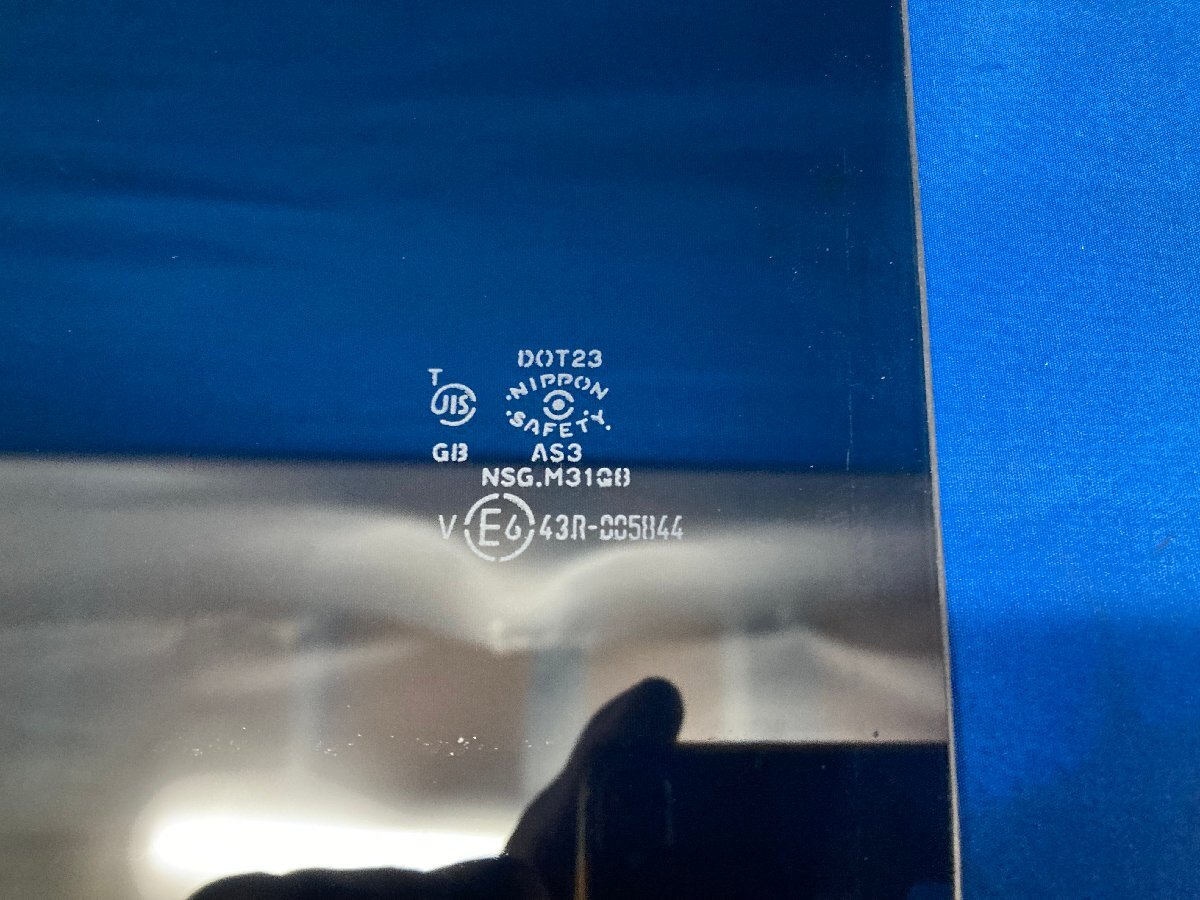 DOT23
T
JIS
NIPPON
SAFETY
GB AS3
NSG.M31Q8
V E6 43R-005844